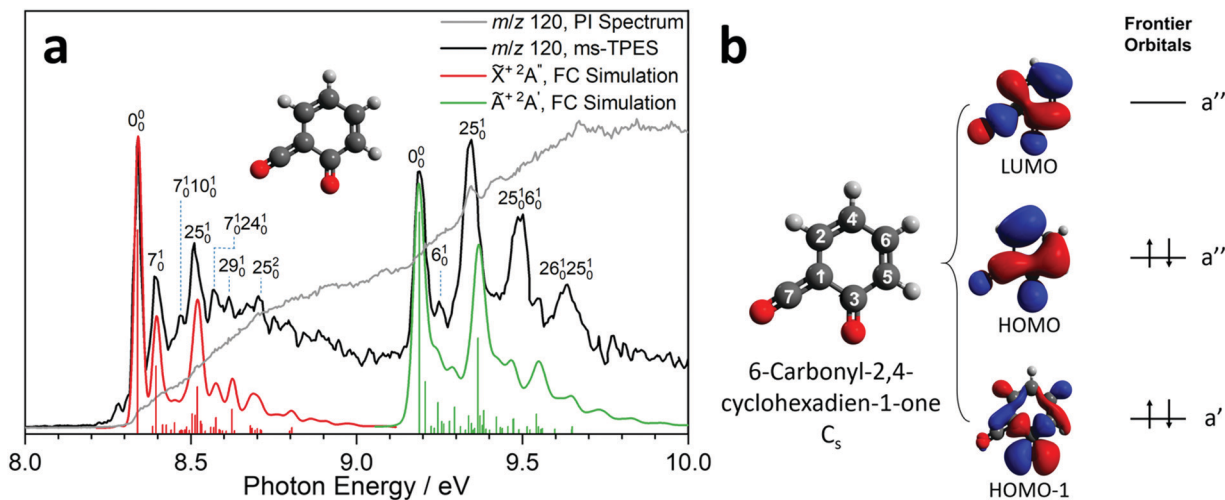 a
m/z 120, PI Spectrum
m/z 120, ms-TPES
X̃⁺ ²A", FC Simulation
Ã⁺ ²A', FC Simulation
0⁰₀
7¹₀
7¹₀10¹₀
25¹₀
7¹₀24¹₀
29¹₀
25²₀
0⁰₀
6¹₀
25¹₀
25¹₀6¹₀
26¹₀25¹₀
8.0 8.5 9.0 9.5 10.0
Photon Energy / eV
b
Frontier
Orbitals
LUMO
a''
HOMO
a''
HOMO-1
a'
4
2 6
1 5
7 3
6-Carbonyl-2,4-
cyclohexadien-1-one
Cₛ